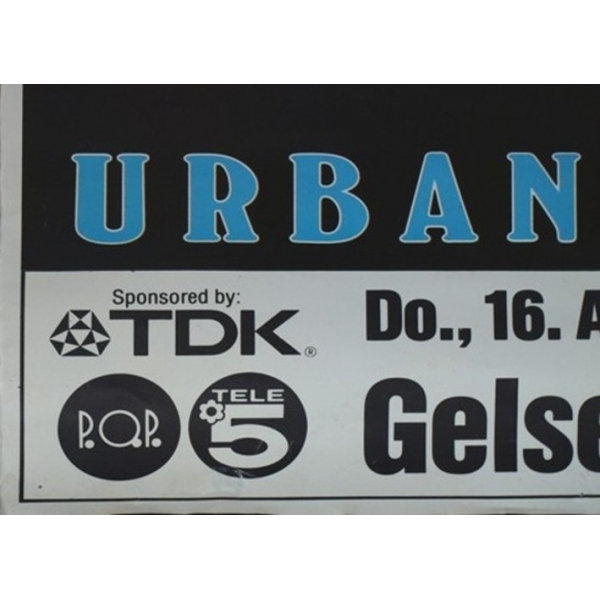 URBAN
Sponsored by:
TDK®
Do., 16. A
P.Q.P.
TELE
5
Gelse